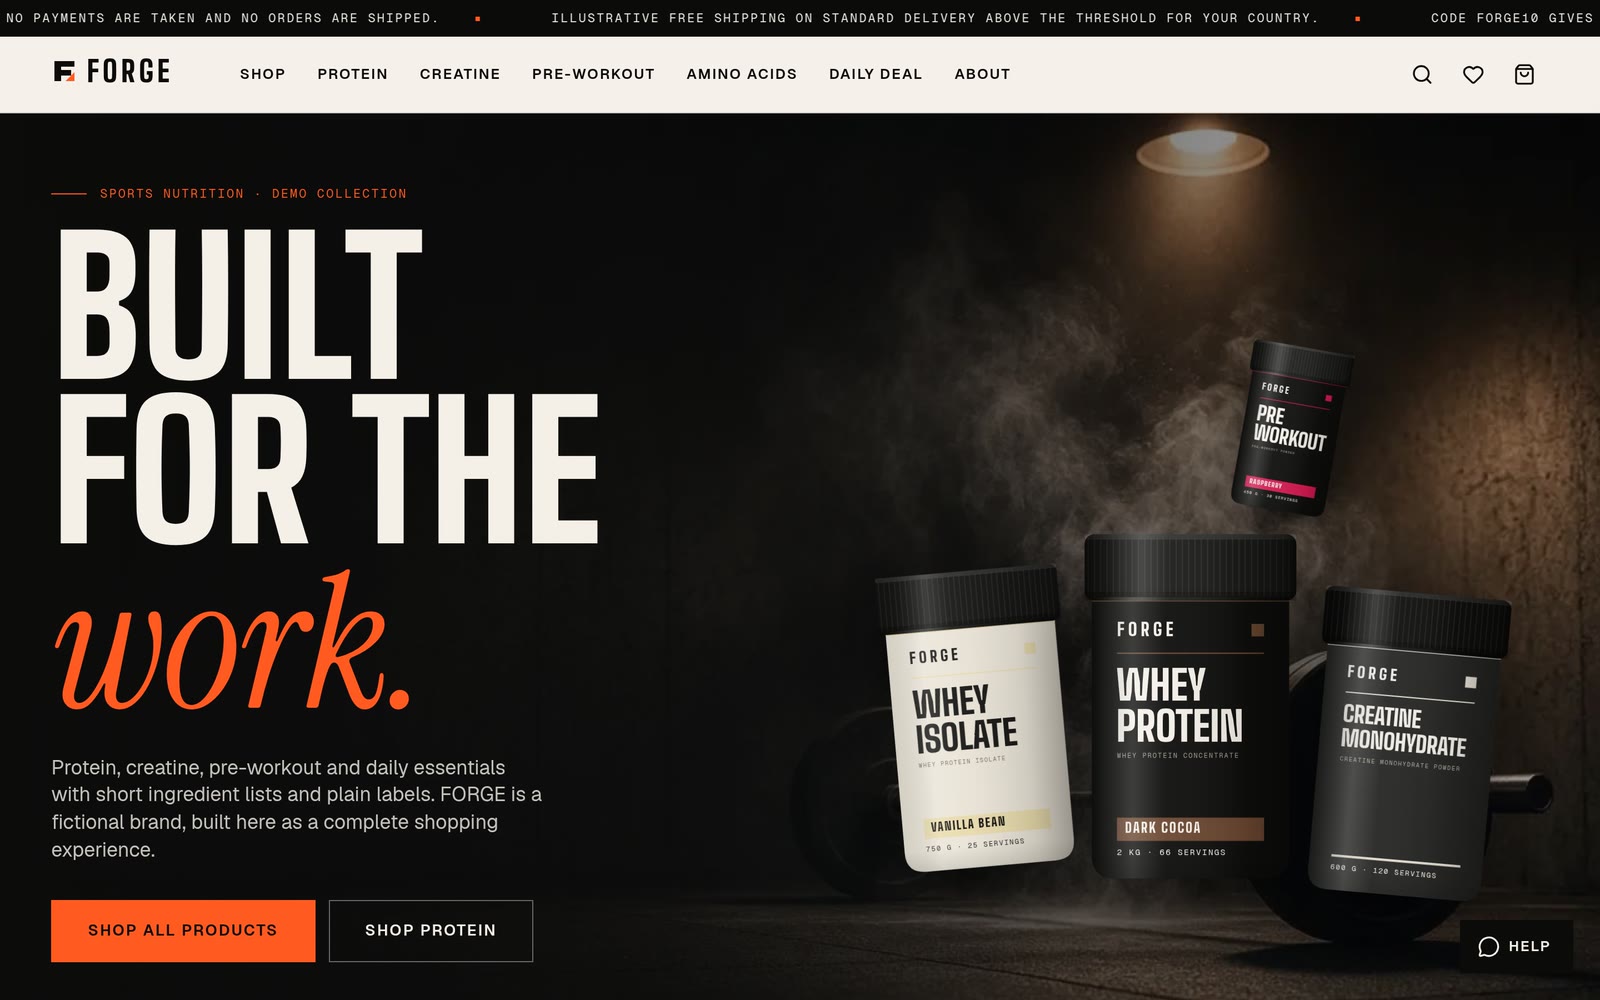 NO PAYMENTS ARE TAKEN AND NO ORDERS ARE SHIPPED. ▪ ILLUSTRATIVE FREE SHIPPING ON STANDARD DELIVERY ABOVE THE THRESHOLD FOR YOUR COUNTRY. ▪ CODE FORGE10 GIVES
FORGE SHOP PROTEIN CREATINE PRE-WORKOUT AMINO ACIDS DAILY DEAL ABOUT
SPORTS NUTRITION · DEMO COLLECTION
BUILT
FOR THE
work.
Protein, creatine, pre-workout and daily essentials
with short ingredient lists and plain labels. FORGE is a
fictional brand, built here as a complete shopping
experience.
SHOP ALL PRODUCTS
SHOP PROTEIN
FORGE
PRE
WORKOUT
RASPBERRY
FORGE
WHEY
ISOLATE
WHEY PROTEIN ISOLATE
VANILLA BEAN
750 G · 25 SERVINGS
FORGE
WHEY
PROTEIN
WHEY PROTEIN CONCENTRATE
DARK COCOA
2 KG · 66 SERVINGS
FORGE
CREATINE
MONOHYDRATE
CREATINE MONOHYDRATE POWDER
600 G · 120 SERVINGS
HELP